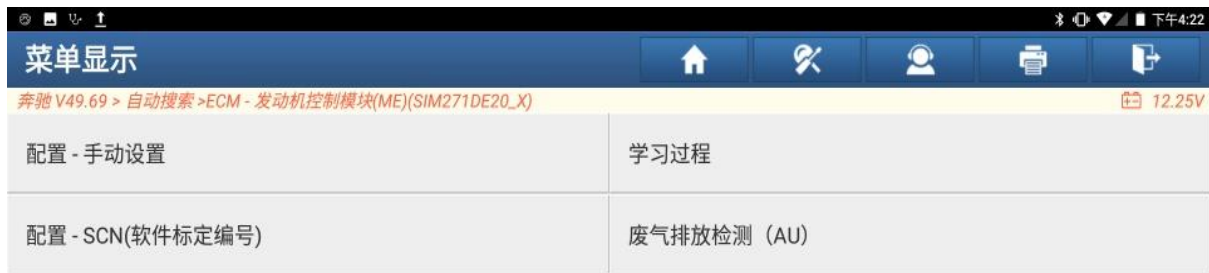 下午4:22
菜单显示
奔驰 V49.69 > 自动搜索 >ECM - 发动机控制模块(ME)(SIM271DE20_X)
12.25V
配置 - 手动设置
学习过程
配置 - SCN(软件标定编号)
废气排放检测（AU）